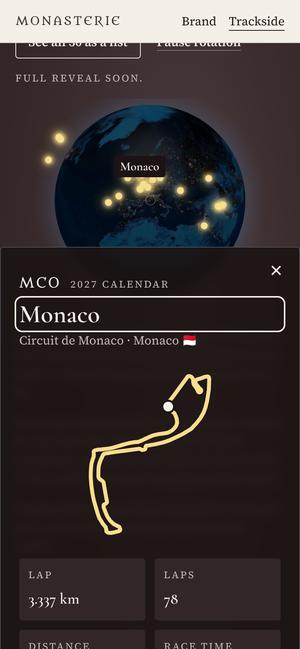 MONASTERIE
Brand Trackside
See all 30 as a list Pause rotation
FULL REVEAL SOON.
Monaco
MCO 2027 CALENDAR
Monaco
Circuit de Monaco · Monaco 🇲🇨
LAP LAPS
3.337 km 78
DISTANCE RACE TIME